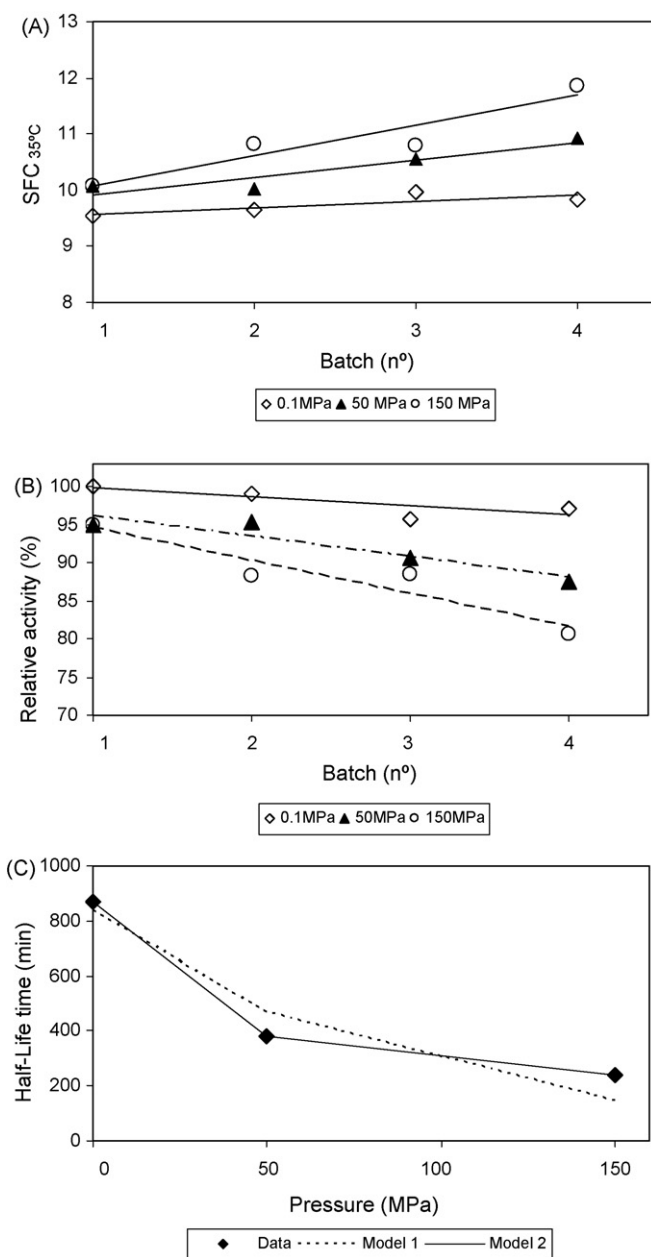 (A)
12
11
10
9
8
SFC 35ºC
1 2 3 4
Batch (nº)
◇ 0.1MPa ▲ 50 MPa ○ 150 MPa
(B)
100
95
90
85
80
75
70
Relative activity (%)
1 2 3 4
Batch (nº)
◇ 0.1MPa ▲ 50MPa ○ 150MPa
(C)
1000
800
600
400
200
0
Half-Life time (min)
0 50 100 150
Pressure (MPa)
◆ Data Model 1 Model 2